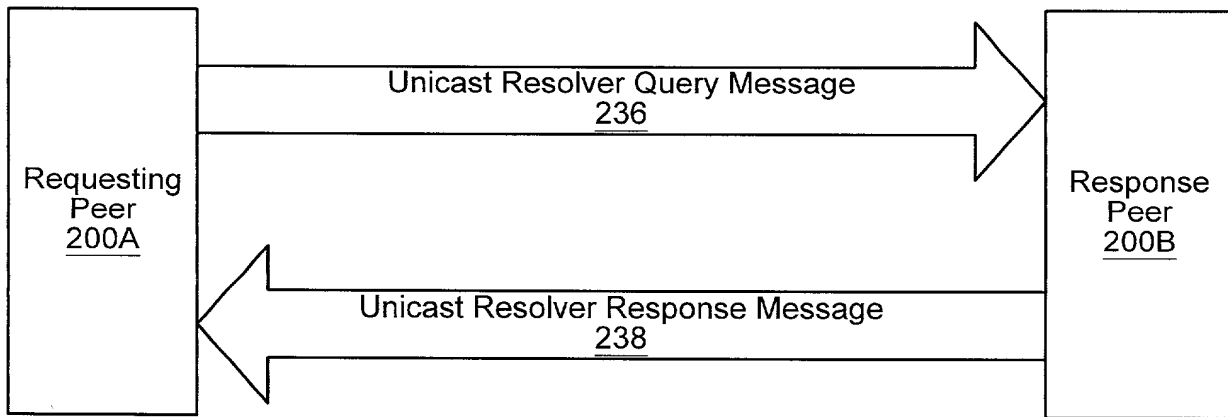 Unicast Resolver Query Message
236
Requesting
Peer
200A
Response
Peer
200B
Unicast Resolver Response Message
238